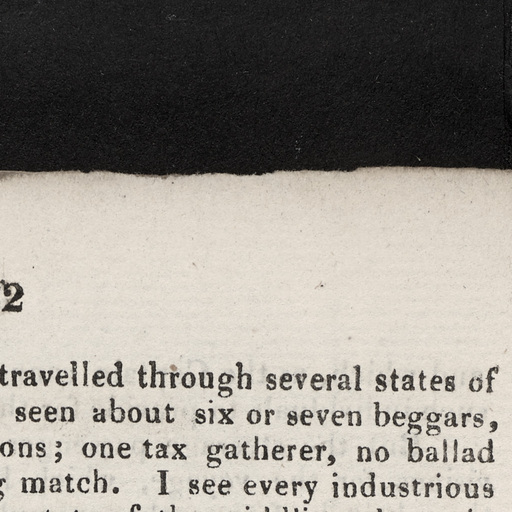 2
travelled through several states of
seen about six or seven beggars,
ons; one tax gatherer, no ballad
g match. I see every industrious